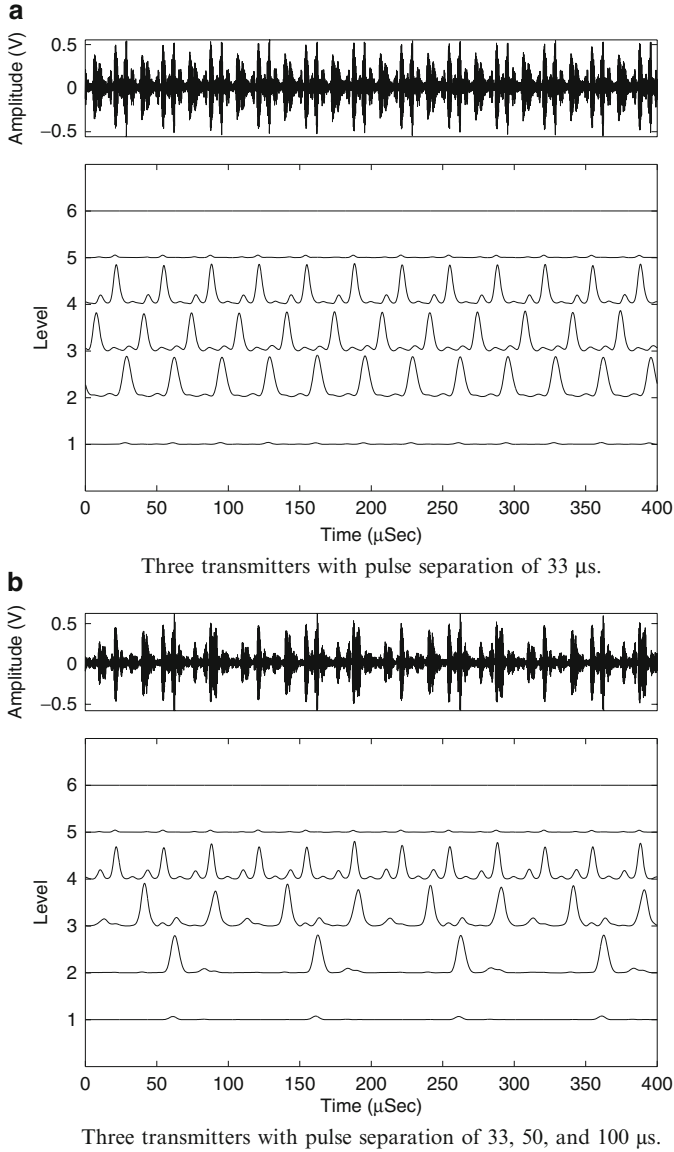 a
Amplitude (V)
0.5
0
−0.5
Level
6
5
4
3
2
1
0 50 100 150 200 250 300 350 400
Time (μSec)
Three transmitters with pulse separation of 33 μs.
b
Amplitude (V)
0.5
0
−0.5
Level
6
5
4
3
2
1
0 50 100 150 200 250 300 350 400
Time (μSec)
Three transmitters with pulse separation of 33, 50, and 100 μs.